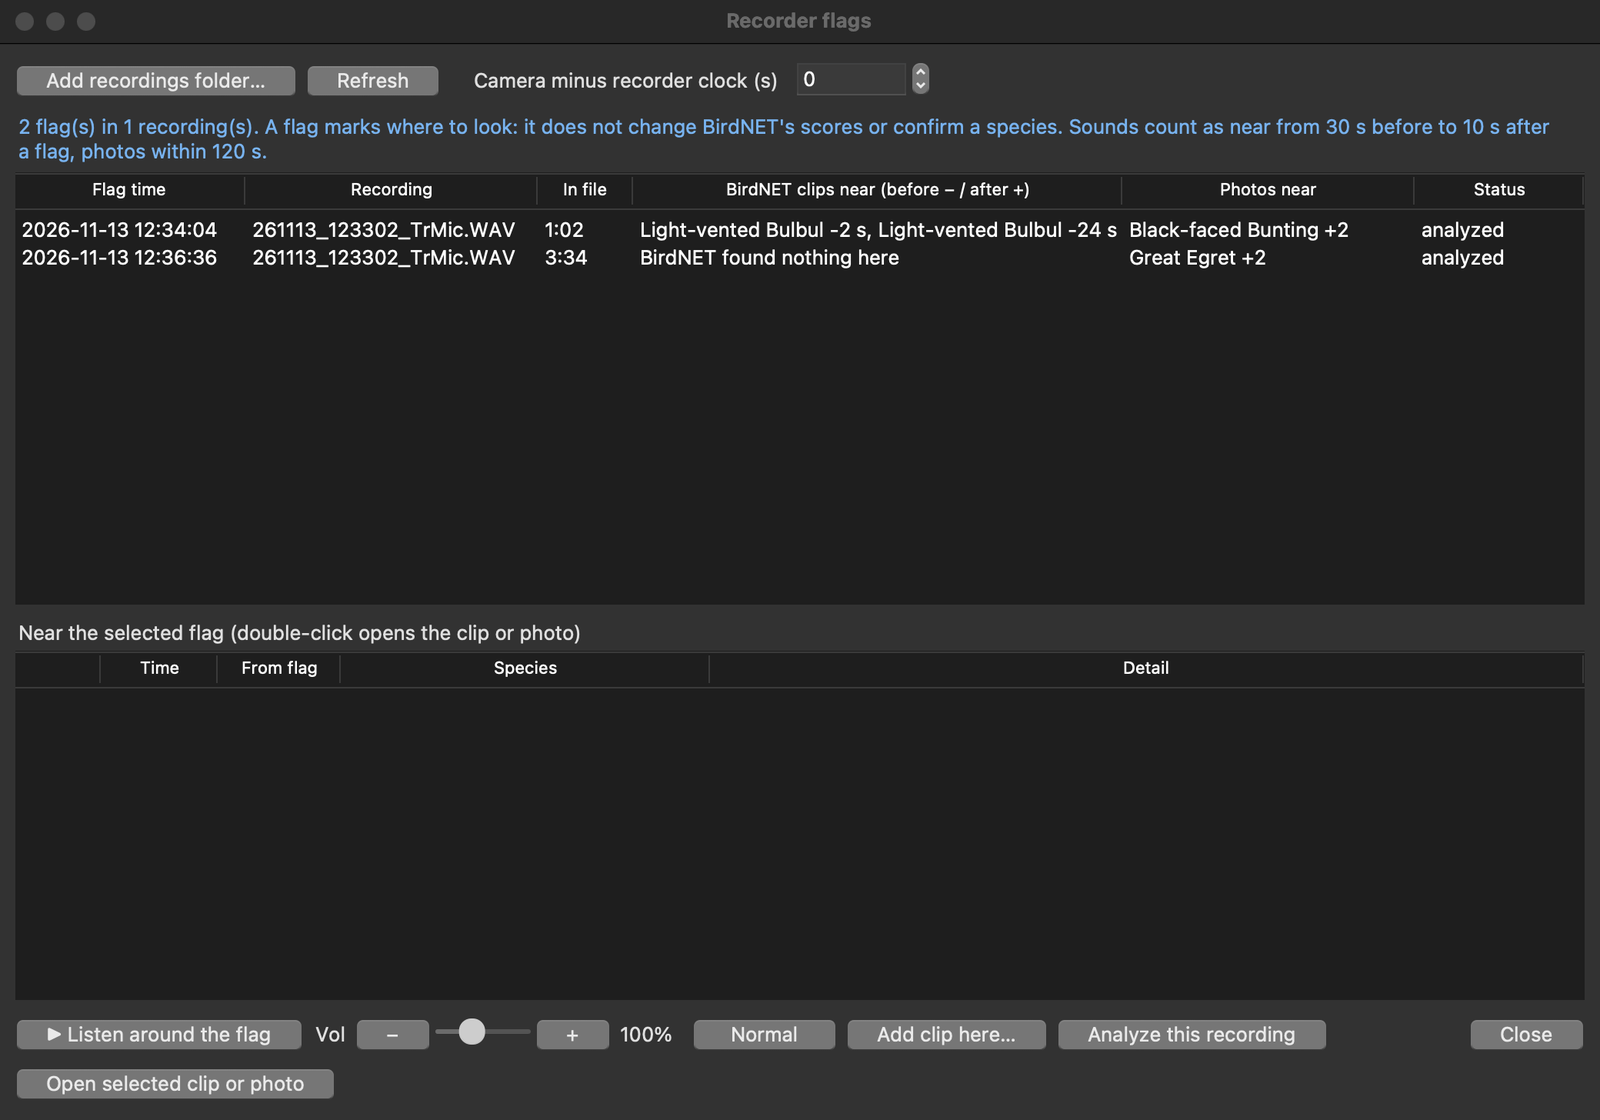 Recorder flags
Add recordings folder... Refresh Camera minus recorder clock (s) 0
2 flag(s) in 1 recording(s). A flag marks where to look: it does not change BirdNET's scores or confirm a species. Sounds count as near from 30 s before to 10 s after
a flag, photos within 120 s.
Flag time Recording In file BirdNET clips near (before – / after +) Photos near Status
2026-11-13 12:34:04 261113_123302_TrMic.WAV 1:02 Light-vented Bulbul -2 s, Light-vented Bulbul -24 s Black-faced Bunting +2 analyzed
2026-11-13 12:36:36 261113_123302_TrMic.WAV 3:34 BirdNET found nothing here Great Egret +2 analyzed
Near the selected flag (double-click opens the clip or photo)
Time From flag Species Detail
▶ Listen around the flag Vol – + 100% Normal Add clip here... Analyze this recording Close
Open selected clip or photo